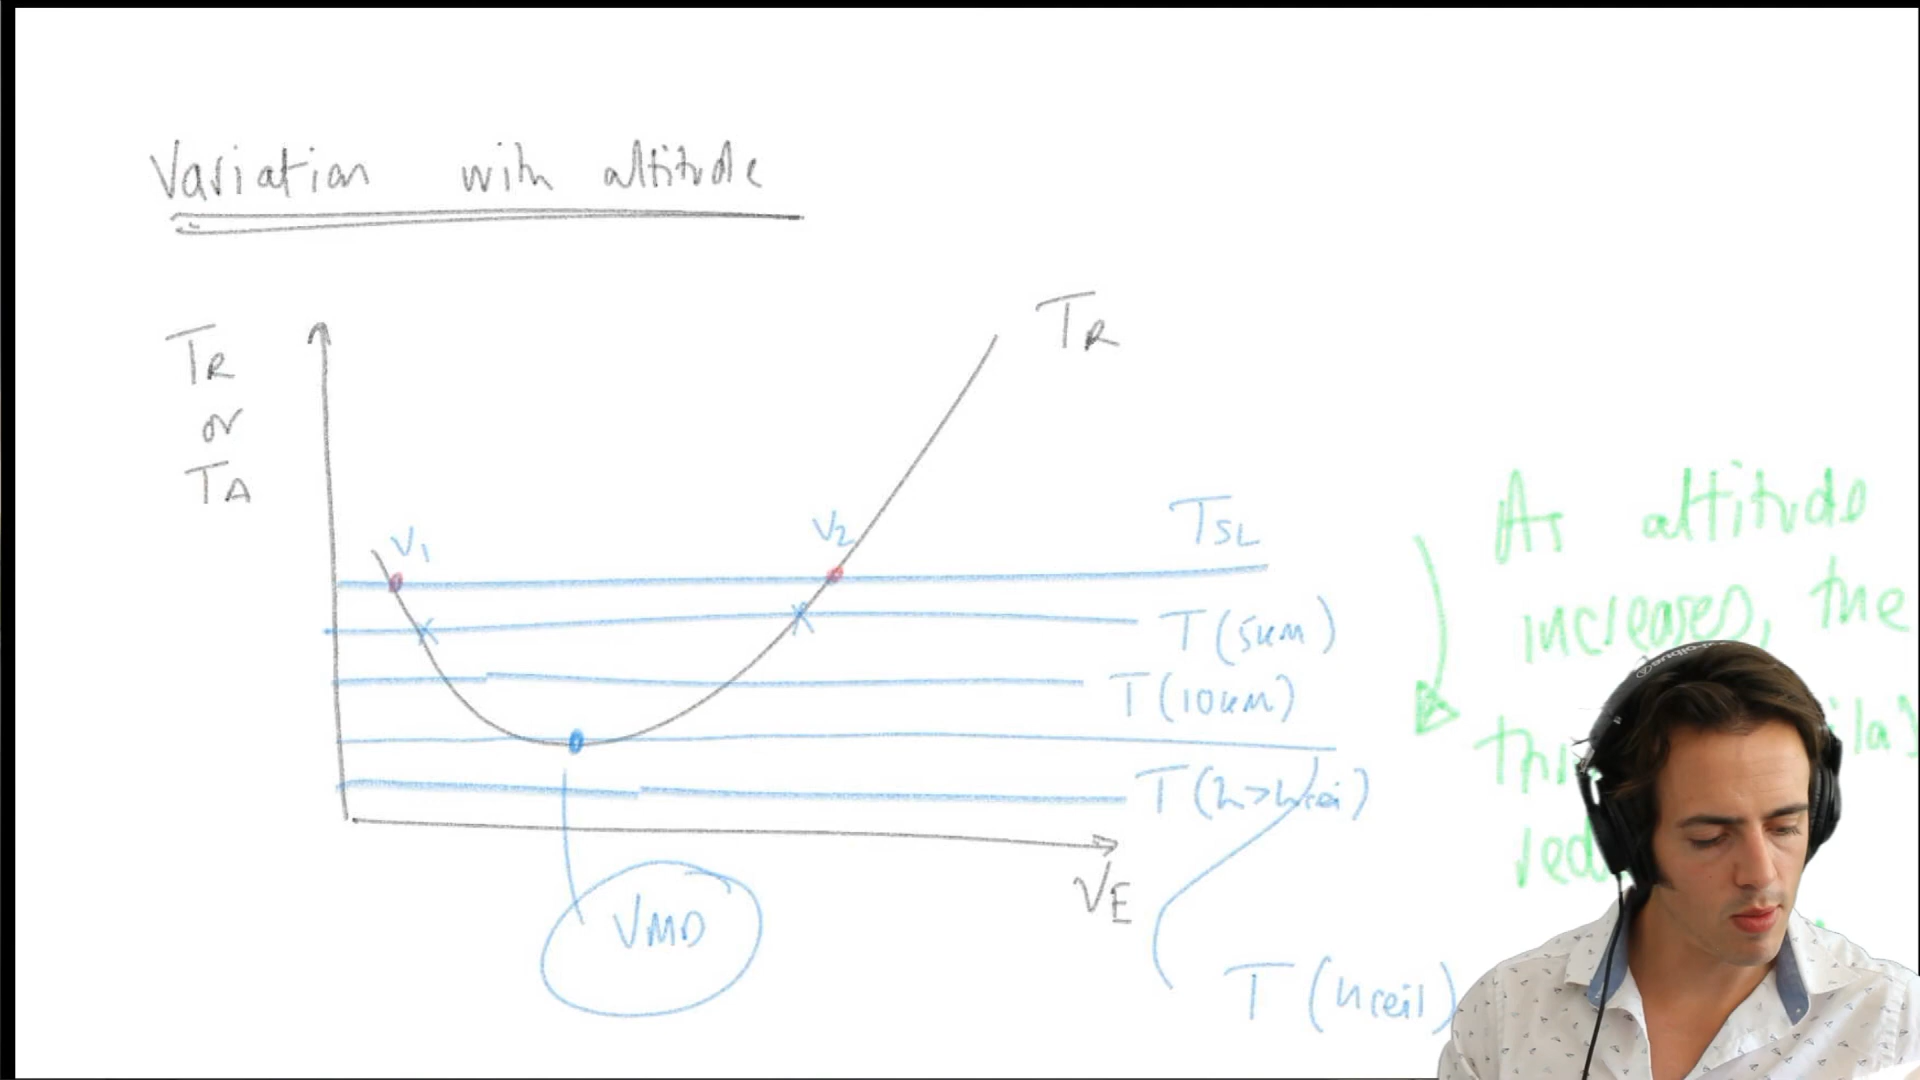 Variation with altitude
TR
or
TA
TR
V1
V2
TSL
T(5km)
T(10km)
T(h>hceil)
VE
VMD
T(hceil)
As altitude
increases, the